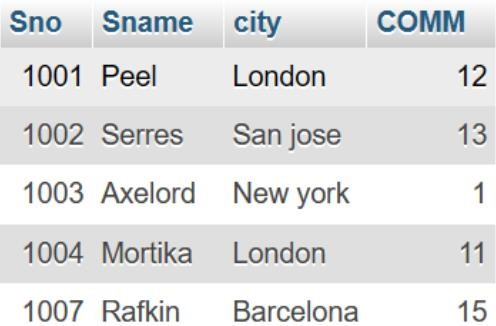 Sno Sname city COMM
1001 Peel London 12
1002 Serres San jose 13
1003 Axelord New york 1
1004 Mortika London 11
1007 Rafkin Barcelona 15